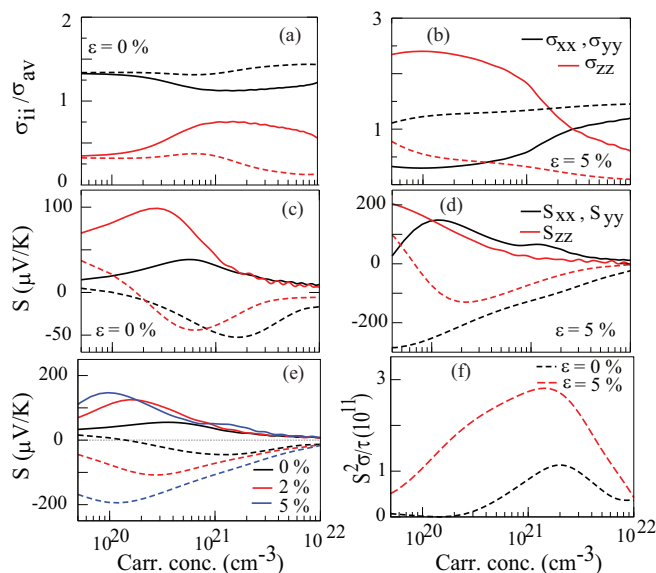 2 ε = 0 % (a)
3 (b) σxx , σyy
σzz
σii /σav
1
2
1
0
0
ε = 5 %
100 (c)
200 (d) Sxx , Syy
Szz
S (μV/K)
50
0
0
-50 ε = 0 %
-200 ε = 5 %
200 (e)
3 (f) ε = 0 %
ε = 5 %
S (μV/K)
100
0
0 %
2 %
5 %
-200
S²σ/τ (10¹¹)
1
0
10²⁰ 10²¹ 10²²
10²⁰ 10²¹ 10²²
Carr. conc. (cm⁻³)
Carr. conc. (cm⁻³)